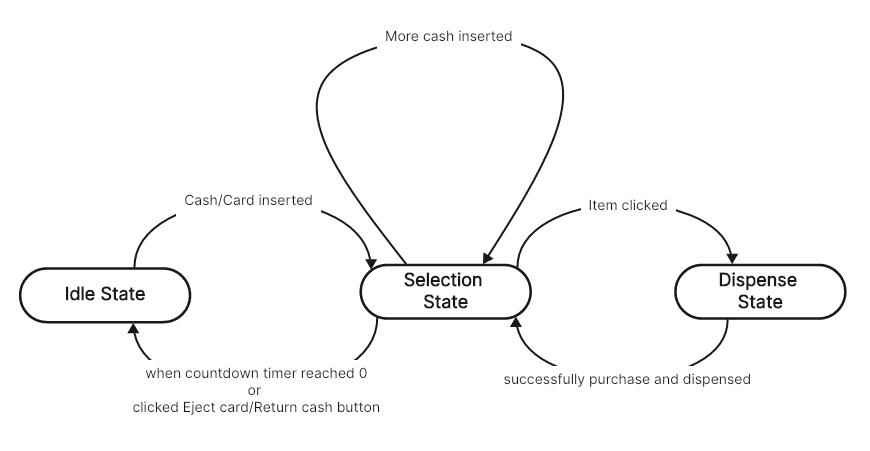 More cash inserted
Cash/Card inserted
Item clicked
Idle State
Selection
State
Dispense
State
when countdown timer reached 0
or
clicked Eject card/Return cash button
successfully purchase and dispensed